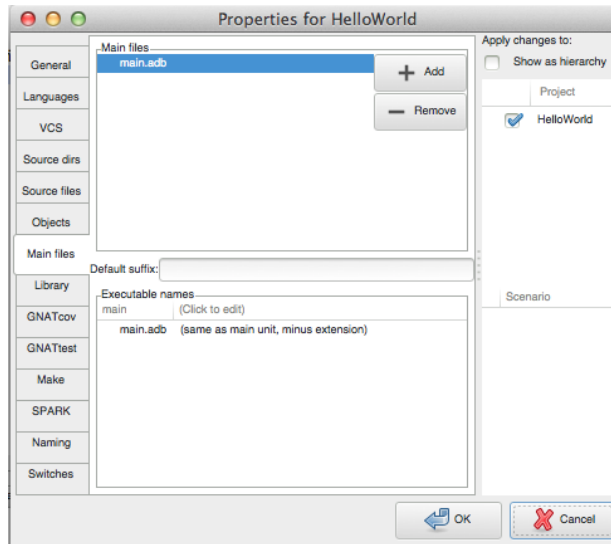 Properties for HelloWorld
General
Languages
VCS
Source dirs
Source files
Objects
Main files
Library
GNATcov
GNATtest
Make
SPARK
Naming
Switches
Main files
main.adb
Add
Remove
Default suffix:
Executable names
main (Click to edit)
main.adb (same as main unit, minus extension)
Apply changes to:
Show as hierarchy
Project
HelloWorld
Scenario
OK
Cancel